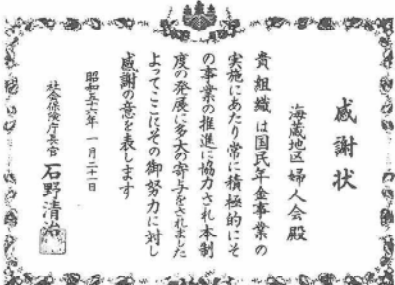 感謝状
海蔵地区婦人会殿
貴組織は国民年金事業の
実施にあたり常に積極的にそ
の事業の推進に協力され本制
度の発展に多大の寄与をされました
よってここにその御努力に対し
感謝の意を表します
昭和五十六年一月二十一日
社会保険庁長官 石野清治